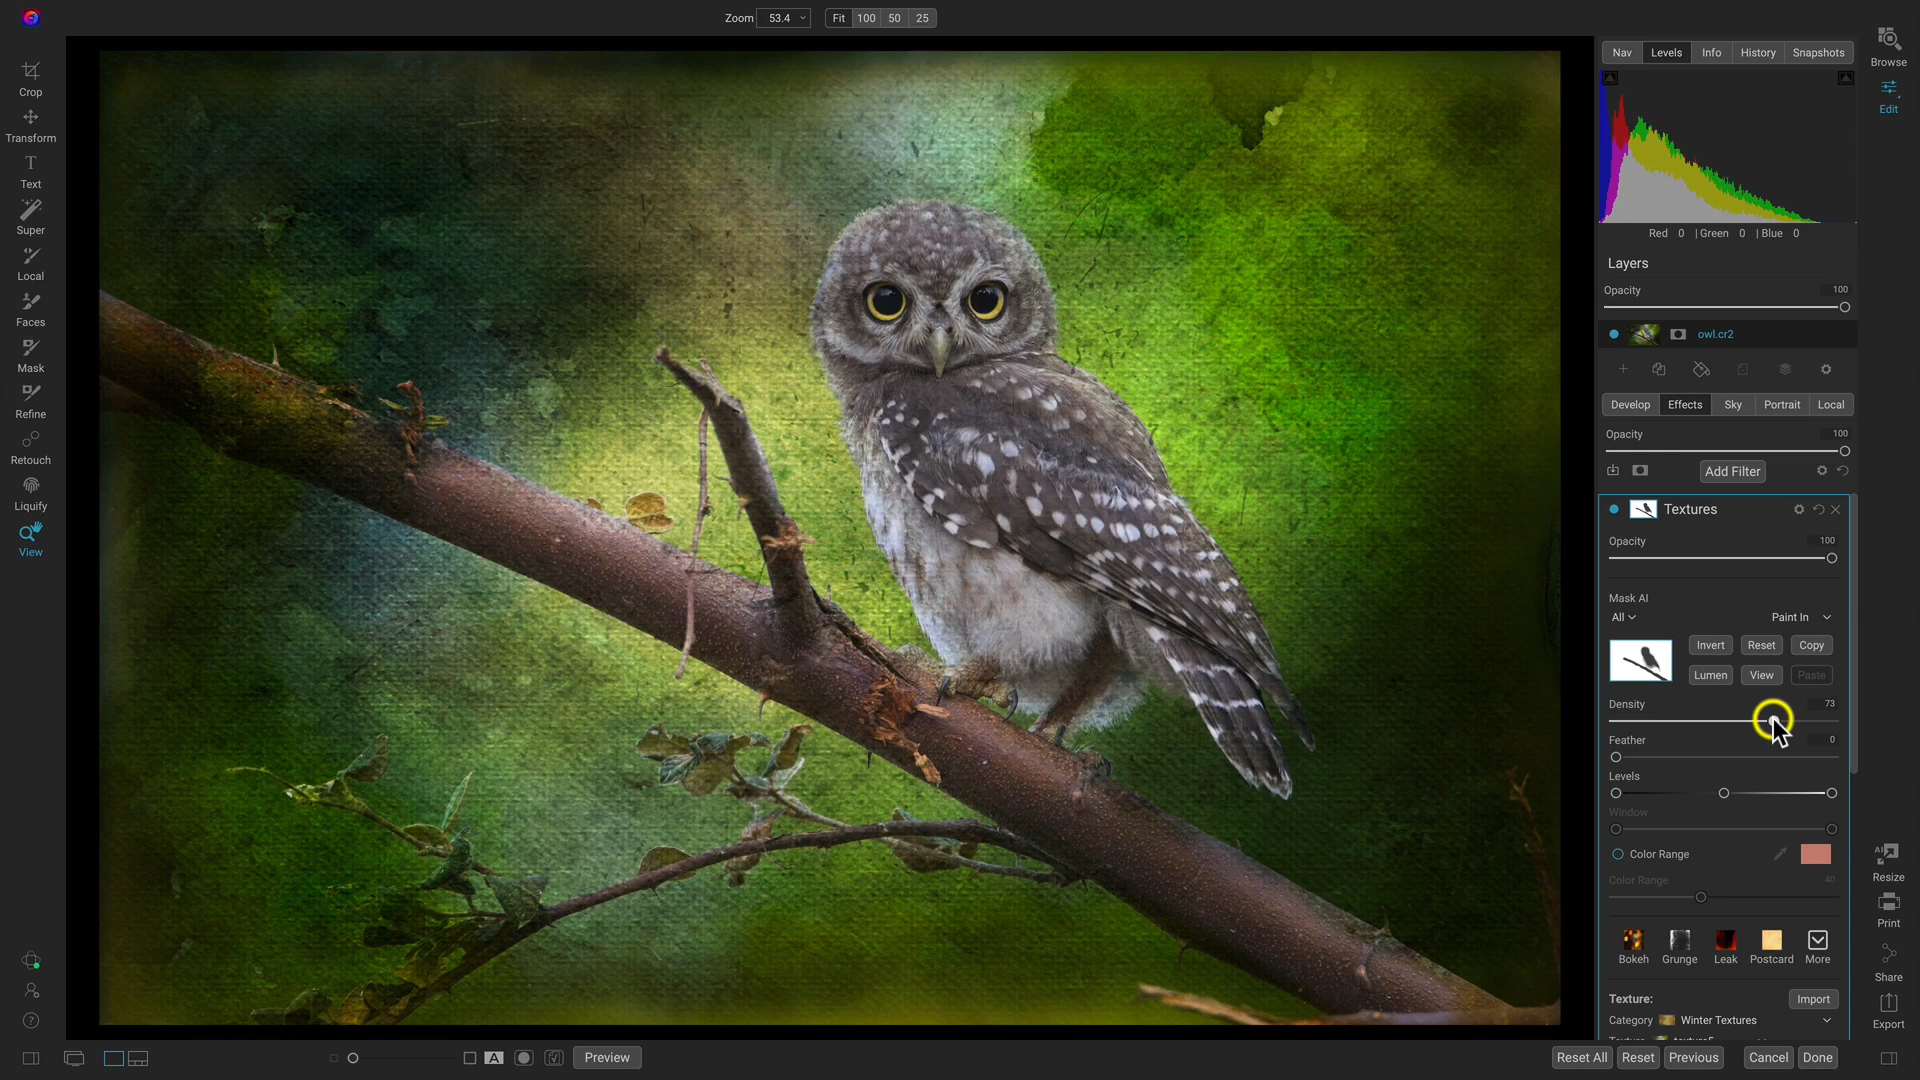 Zoom 53.4 Fit 100 50 25
Crop
Transform
Text
Super
Local
Faces
Mask
Refine
Retouch
Liquify
View
Nav Levels Info History Snapshots
Red 0 | Green 0 | Blue 0
Layers
Opacity 100
owl.cr2
Develop Effects Sky Portrait Local
Opacity 100
Add Filter
Textures
Opacity 100
Mask AI
All Paint In
Invert Reset Copy
Lumen View Paste
Density 73
Feather 0
Levels
Window
Color Range
Color Range 40
Bokeh Grunge Leak Postcard More
Texture: Import
Category Winter Textures
Browse
Edit
AI
Resize
Print
Share
Export
A Preview
Reset All Reset Previous Cancel Done